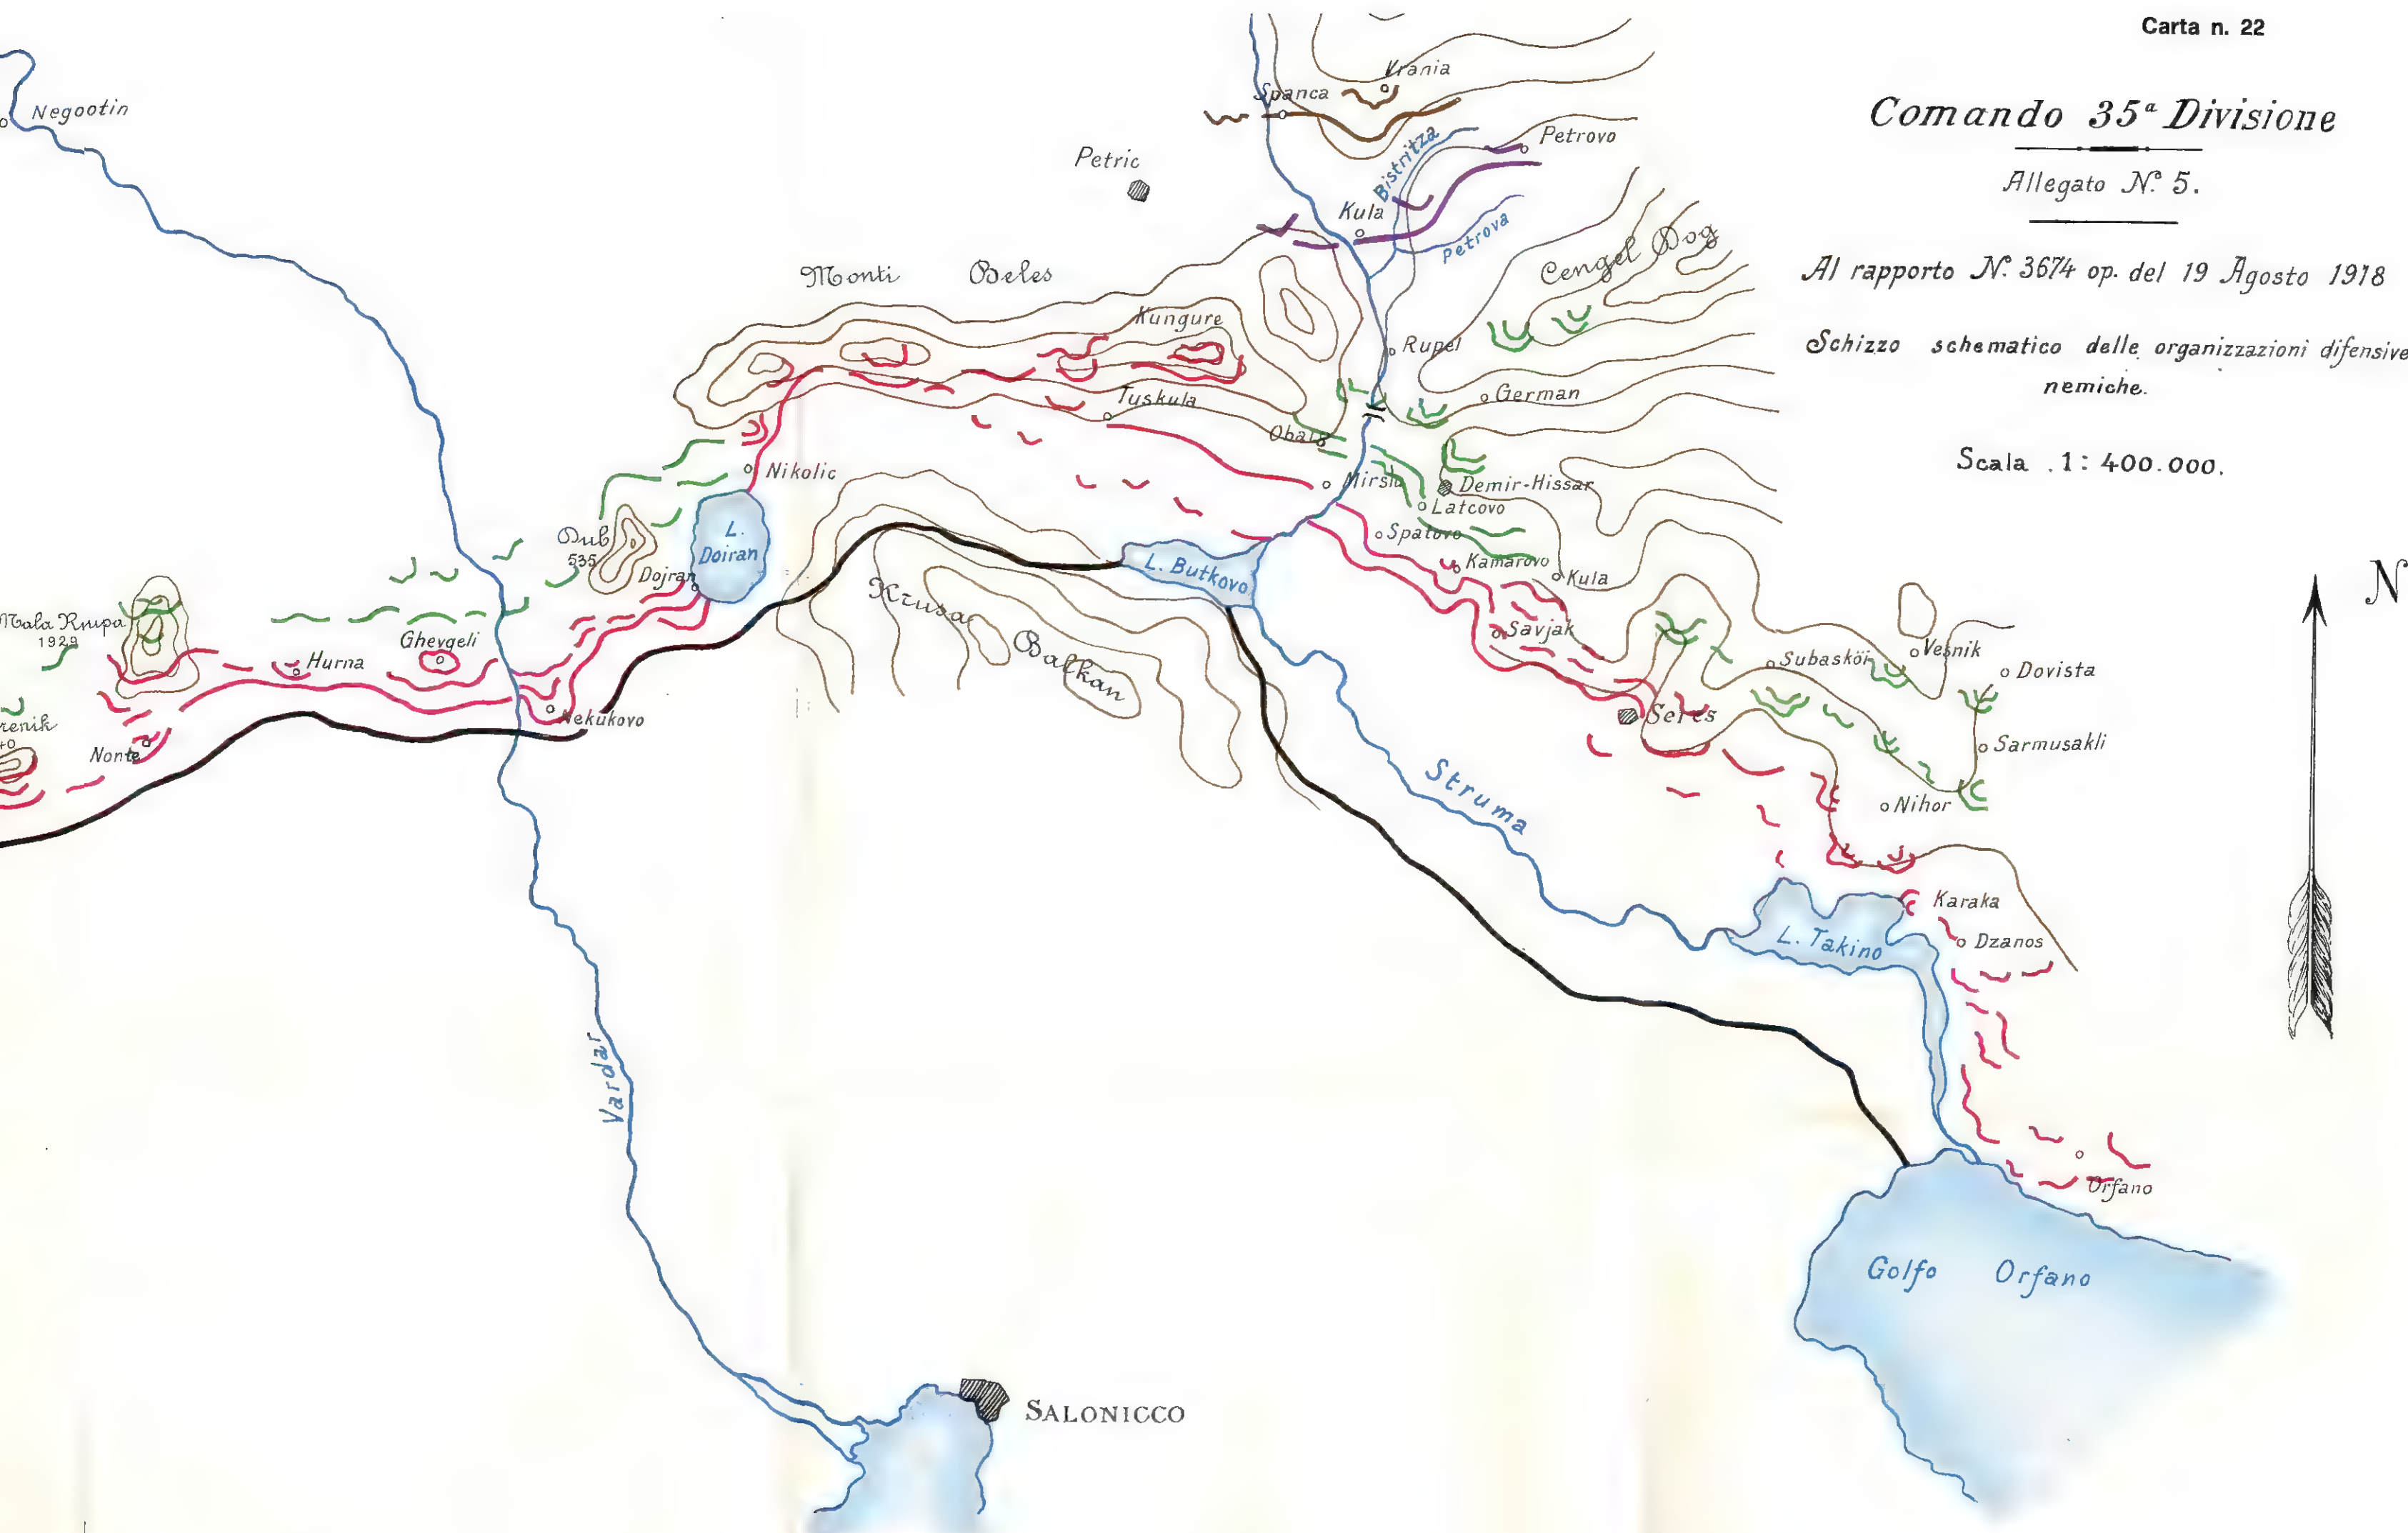 Carta n. 22
Comando 35ª Divisione
Allegato N.º 5.
Al rapporto N.º 3674 op. del 19 Agosto 1918
Schizzo schematico delle organizzazioni difensive
nemiche.
Scala 1: 400.000.
N
Negootin
Vrania
Spanca
Petrovo
Bistritza
Petric
Kula
Petrova
Cengel Dog
Monti Beles
Kungure
Rupel
German
Tuskula
Nikolic
Demir-Hissar
Latcovo
Spatovo
Kamarovo
Kula
L. Doiran
Dub
535
Dojran
L. Butkovo
Krusa Balkan
Mala Rupa
1929
Ghevgeli
Hurna
Savjak
Subasköi
Vesnik
Dovista
Seres
Sarmusakli
Nihor
Nekukovo
Nonte
Struma
Karaka
Dzanos
L. Takino
Vardar
Orfano
Golfo Orfano
SALONICCO